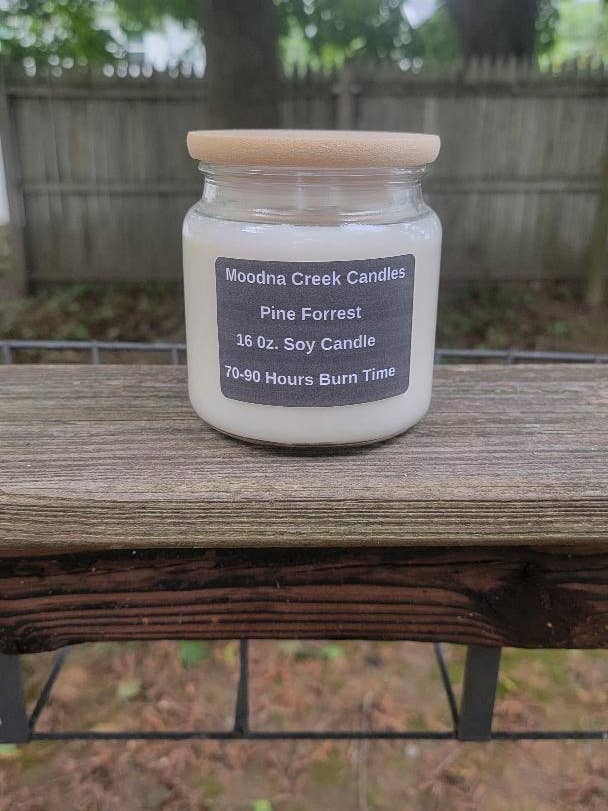 Moodna Creek Candles
Pine Forrest
16 0z. Soy Candle
70-90 Hours Burn Time